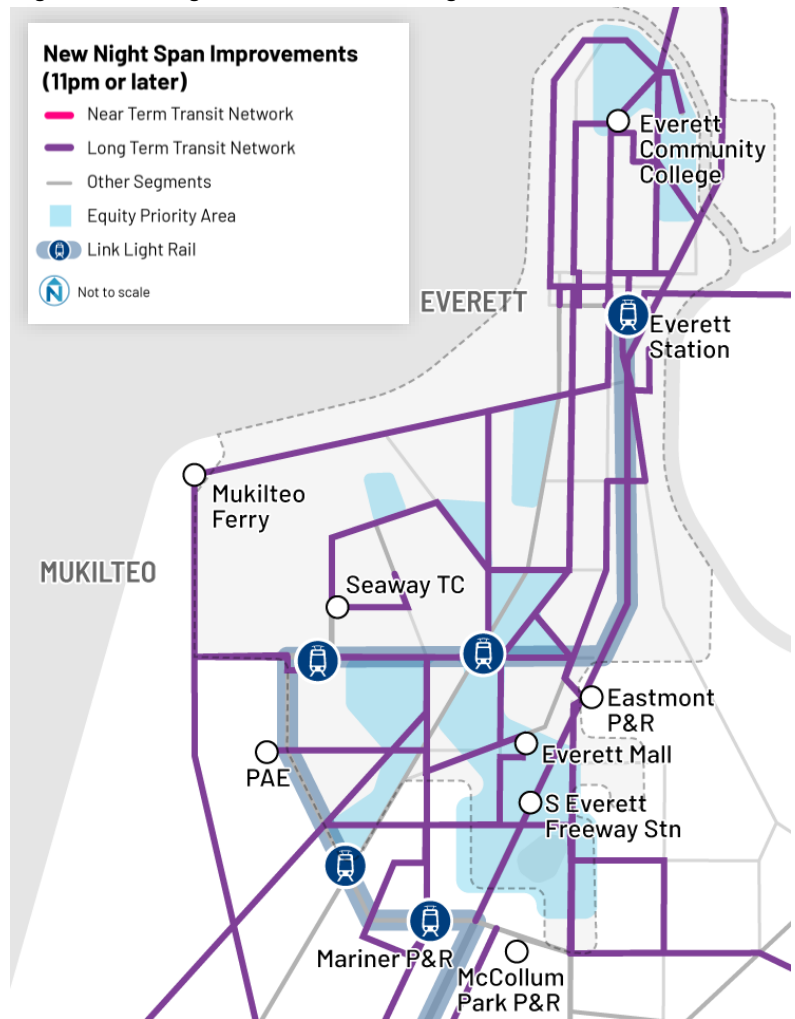 New Night Span Improvements
(11pm or later)
Near Term Transit Network
Long Term Transit Network
Other Segments
Equity Priority Area
Link Light Rail
N
Not to scale
Everett
Community
College
EVERETT
Everett
Station
Mukilteo
Ferry
MUKILTEO
Seaway TC
Eastmont
P&R
Everett Mall
PAE
S Everett
Freeway Stn
Mariner P&R
McCollum
Park P&R